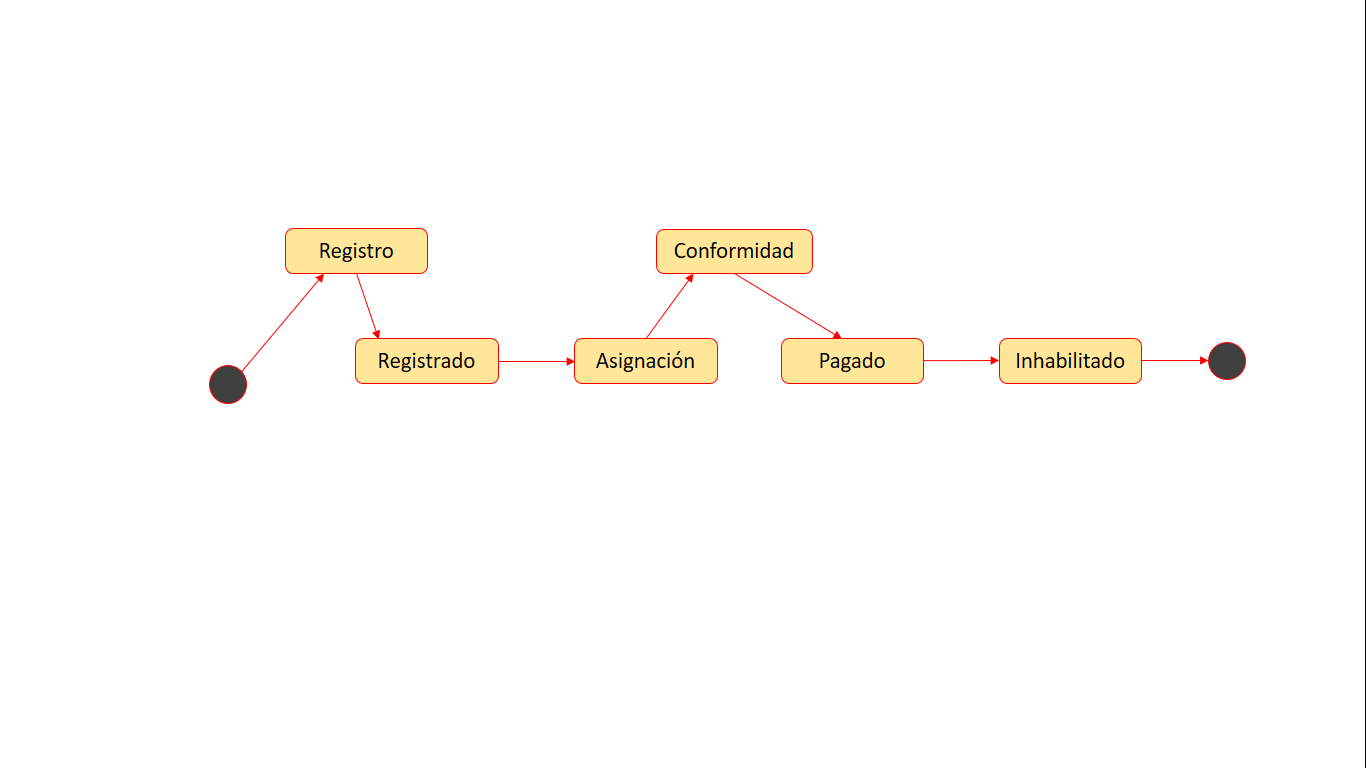 Registro
Conformidad
Registrado
Asignación
Pagado
Inhabilitado